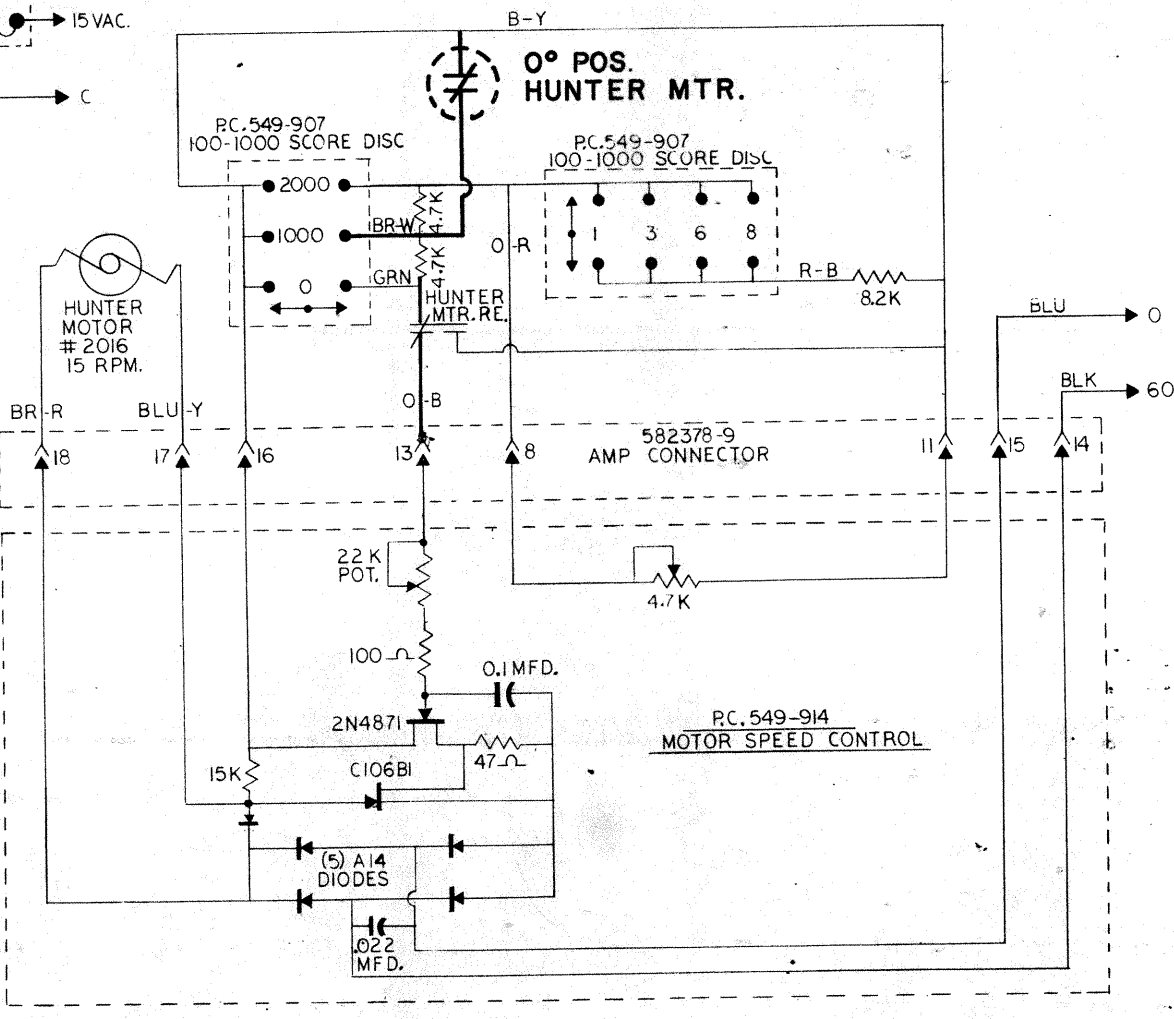 15 VAC.
B-Y
0° POS.
HUNTER MTR.
C
P.C. 549-907
100-1000 SCORE DISC
P.C. 549-907
100-1000 SCORE DISC
2000
4.7K
1000
BR-W
O-R
1 3 6 8
4.7K
0
GRN
R-B
8.2K
HUNTER
MTR. RE.
HUNTER
MOTOR
# 2016
15 RPM.
BLU
O
BLK
60
BR-R
BLU-Y
O-B
582378-9
AMP CONNECTOR
18 17 16 13 8 11 15 14
22 K
POT.
4.7K
100 Ω
0.1 MFD.
2N4871
47 Ω
P.C. 549-914
MOTOR SPEED CONTROL
15K
C106B1
(5) A14
DIODES
.022
MFD.